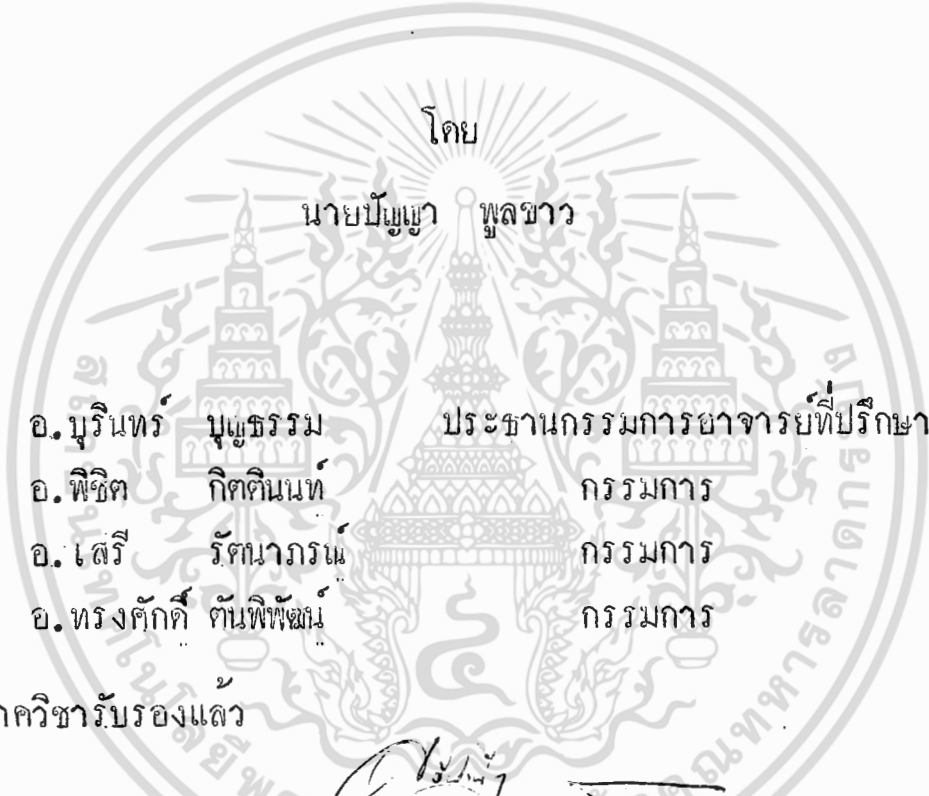 โดย
นายปัญญา พูลขาว
อ.บุรินทร์ บุญธรรม ประธานกรรมการอาจารย์ที่ปรึกษา
อ.พิชิต กิตตินนท์ กรรมการ
อ.เสรี รัตนาภรณ์ กรรมการ
อ.ทรงศักดิ์ ตันพิพัฒน์ กรรมการ
าควิชารับรองแล้ว